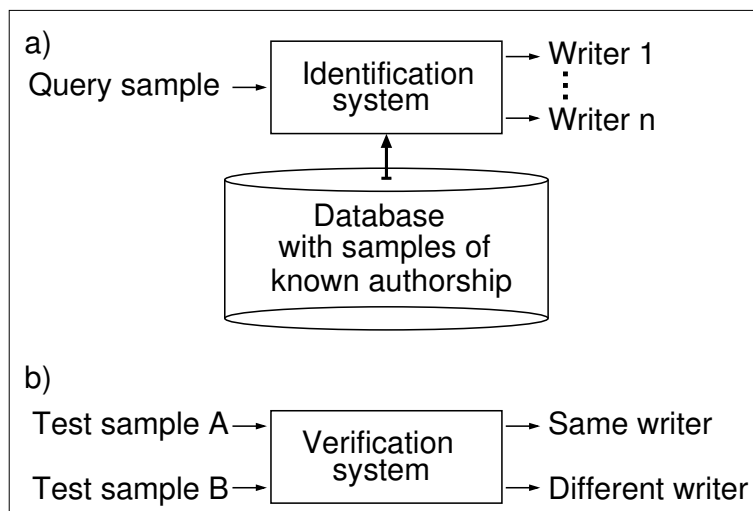 a)
Query sample
Identification
system
Writer 1
Writer n
Database
with samples of
known authorship
b)
Test sample A
Test sample B
Verification
system
Same writer
Different writer